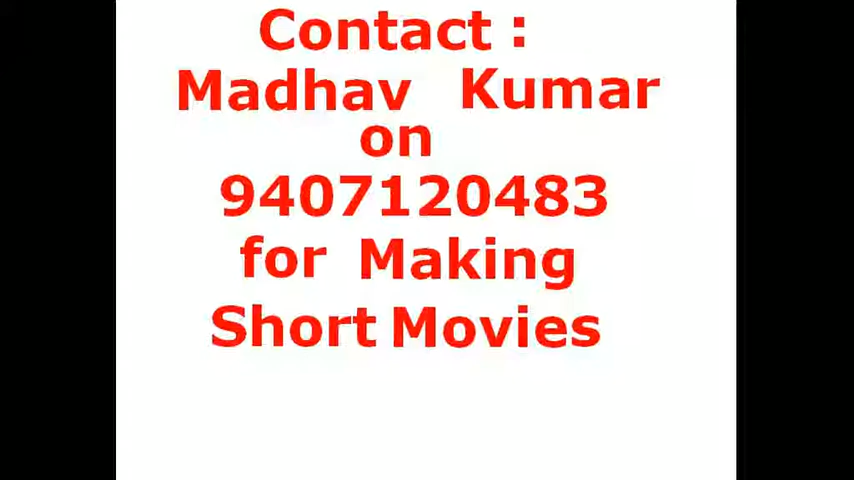 Contact :
Madhav Kumar
on
9407120483
for Making
Short Movies